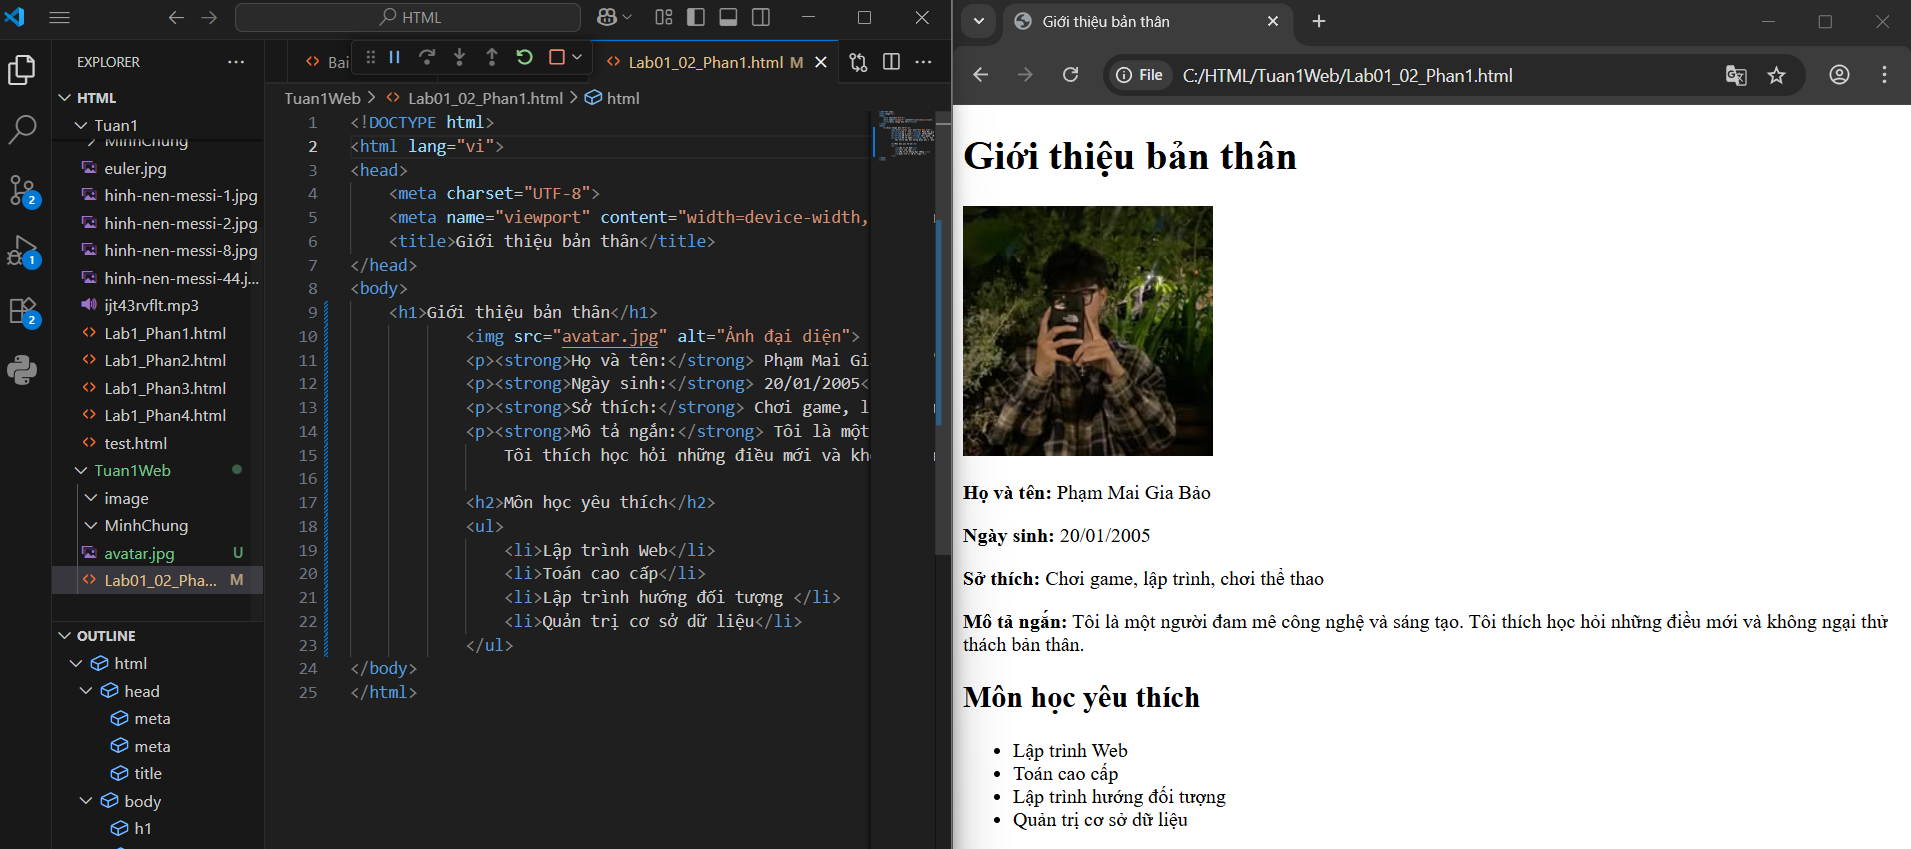 HTML
EXPLORER
HTML
Tuan1
MinhChung
euler.jpg
hinh-nen-messi-1.jpg
hinh-nen-messi-2.jpg
hinh-nen-messi-8.jpg
hinh-nen-messi-44.j...
ijt43rvflt.mp3
Lab1_Phan1.html
Lab1_Phan2.html
Lab1_Phan3.html
Lab1_Phan4.html
test.html
Tuan1Web
image
MinhChung
avatar.jpg U
Lab01_02_Pha... M
OUTLINE
html
head
meta
meta
title
body
h1
2
1
2
Bai
Lab01_02_Phan1.html M
Tuan1Web > Lab01_02_Phan1.html > html
1 <!DOCTYPE html>
2 <html lang="vi">
3 <head>
4 <meta charset="UTF-8">
5 <meta name="viewport" content="width=device-width,
6 <title>Giới thiệu bản thân</title>
7 </head>
8 <body>
9 <h1>Giới thiệu bản thân</h1>
10 <img src="avatar.jpg" alt="Ảnh đại diện">
11 <p><strong>Họ và tên:</strong> Phạm Mai Gia
12 <p><strong>Ngày sinh:</strong> 20/01/2005<
13 <p><strong>Sở thích:</strong> Chơi game, l
14 <p><strong>Mô tả ngắn:</strong> Tôi là một
15 Tôi thích học hỏi những điều mới và kh
16
17 <h2>Môn học yêu thích</h2>
18 <ul>
19 <li>Lập trình Web</li>
20 <li>Toán cao cấp</li>
21 <li>Lập trình hướng đối tượng </li>
22 <li>Quản trị cơ sở dữ liệu</li>
23 </ul>
24 </body>
25 </html>
Giới thiệu bản thân
File C:/HTML/Tuan1Web/Lab01_02_Phan1.html
Giới thiệu bản thân
Họ và tên: Phạm Mai Gia Bảo
Ngày sinh: 20/01/2005
Sở thích: Chơi game, lập trình, chơi thể thao
Mô tả ngắn: Tôi là một người đam mê công nghệ và sáng tạo. Tôi thích học hỏi những điều mới và không ngại thử
thách bản thân.
Môn học yêu thích
• Lập trình Web
• Toán cao cấp
• Lập trình hướng đối tượng
• Quản trị cơ sở dữ liệu